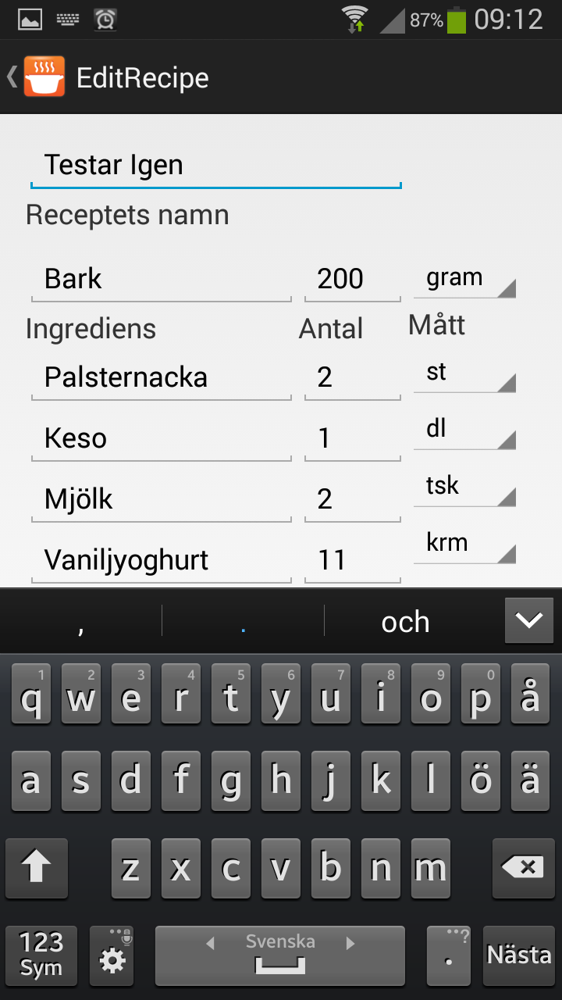 87% 09:12
EditRecipe
Testar Igen
Receptets namn
Bark 200 gram
Ingrediens Antal Mått
Palsternacka 2 st
Keso 1 dl
Mjölk 2 tsk
Vaniljyoghurt 11 krm
, . och
1 2 3 4 5 6 7 8 9 0
q w e r t y u i o p å
a s d f g h j k l ö ä
z x c v b n m
123 Svenska ..?
Sym . Nästa